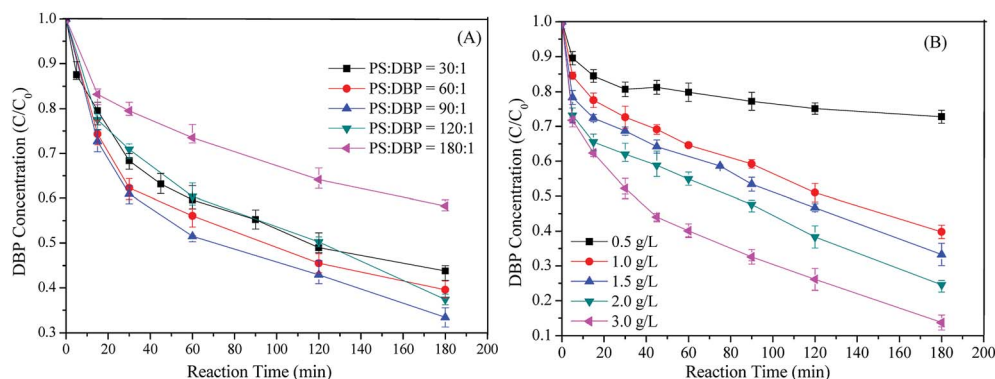 (A)
PS:DBP = 30:1
PS:DBP = 60:1
PS:DBP = 90:1
PS:DBP = 120:1
PS:DBP = 180:1
DBP Concentration (C/C0)
1.0
0.9
0.8
0.7
0.6
0.5
0.4
0.3
0 20 40 60 80 100 120 140 160 180 200
Reaction Time (min)
(B)
DBP Concentration (C/C0)
1.0
0.9
0.8
0.7
0.6
0.5
0.4
0.3
0.2
0.1
0.5 g/L
1.0 g/L
1.5 g/L
2.0 g/L
3.0 g/L
0 20 40 60 80 100 120 140 160 180 200
Reaction Time (min)